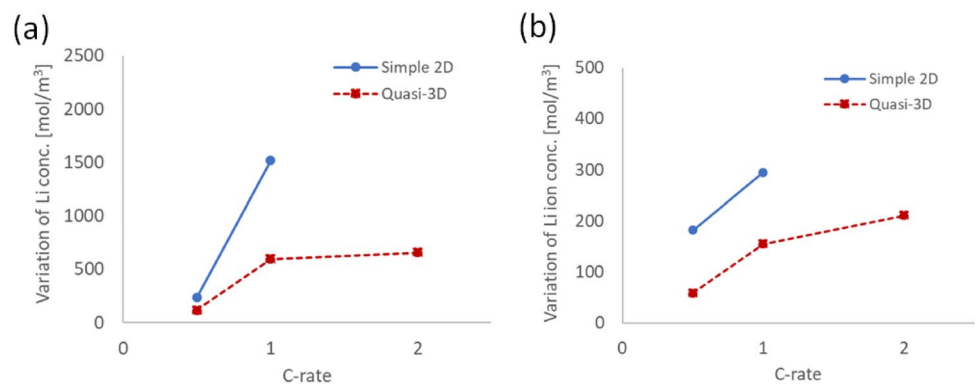 (a)
Variation of Li conc. [mol/m³]
2500
2000
1500
1000
500
0
Simple 2D
Quasi-3D
0
1
2
C-rate
(b)
Variation of Li ion conc. [mol/m³]
500
400
300
200
100
0
Simple 2D
Quasi-3D
0
1
2
C-rate